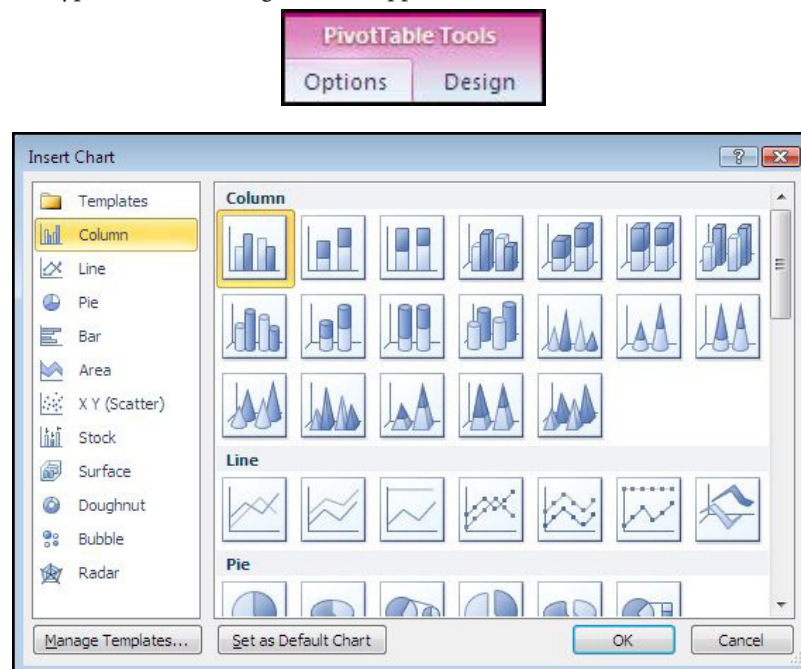 PivotTable Tools
Options Design
Insert Chart
Templates
Column
Line
Pie
Bar
Area
X Y (Scatter)
Stock
Surface
Doughnut
Bubble
Radar
Column
Line
Pie
Manage Templates...
Set as Default Chart
OK
Cancel